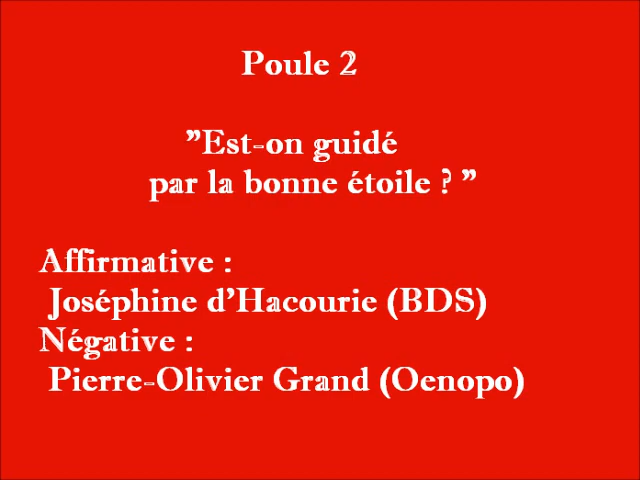 Poule 2
"Est-on guidé
par la bonne étoile ? "
Affirmative :
Joséphine d'Hacourie (BDS)
Négative :
Pierre-Olivier Grand (Oenopo)